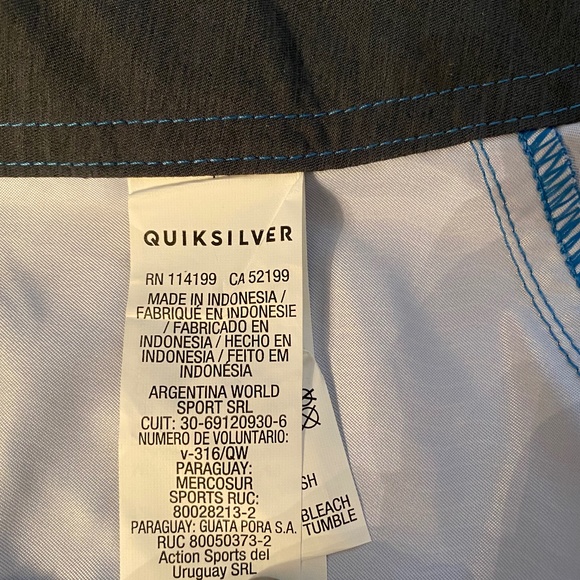 QUIKSILVER
RN 114199 CA 52199
MADE IN INDONESIA /
FABRIQUÉ EN INDONESIE
/ FABRICADO EN
INDONESIA / HECHO EN
INDONESIA / FEITO EM
INDONÉSIA
ARGENTINA WORLD
SPORT SRL
CUIT: 30-69120930-6
NUMERO DE VOLUNTARIO:
v-316/QW
PARAGUAY:
MERCOSUR
SPORTS RUC:
80028213-2
PARAGUAY: GUATA PORA S.A.
RUC 80050373-2
Action Sports del
Uruguay SRL
BLEACH
TUMBLE